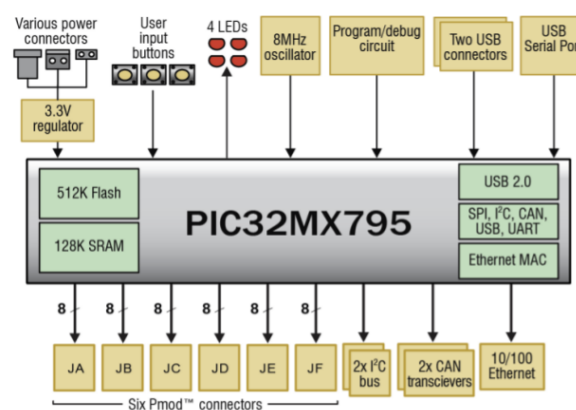 Various power
connectors
User
input
buttons
4 LEDs
8MHz
oscillator
Program/debug
circuit
Two USB
connectors
USB
Serial Port
3.3V
regulator
512K Flash
128K SRAM
PIC32MX795
USB 2.0
SPI, I²C, CAN,
USB, UART
Ethernet MAC
8
8
8
8
8
8
JA
JB
JC
JD
JE
JF
2x I²C
bus
2x CAN
transcievers
10/100
Ethernet
Six Pmod™ connectors